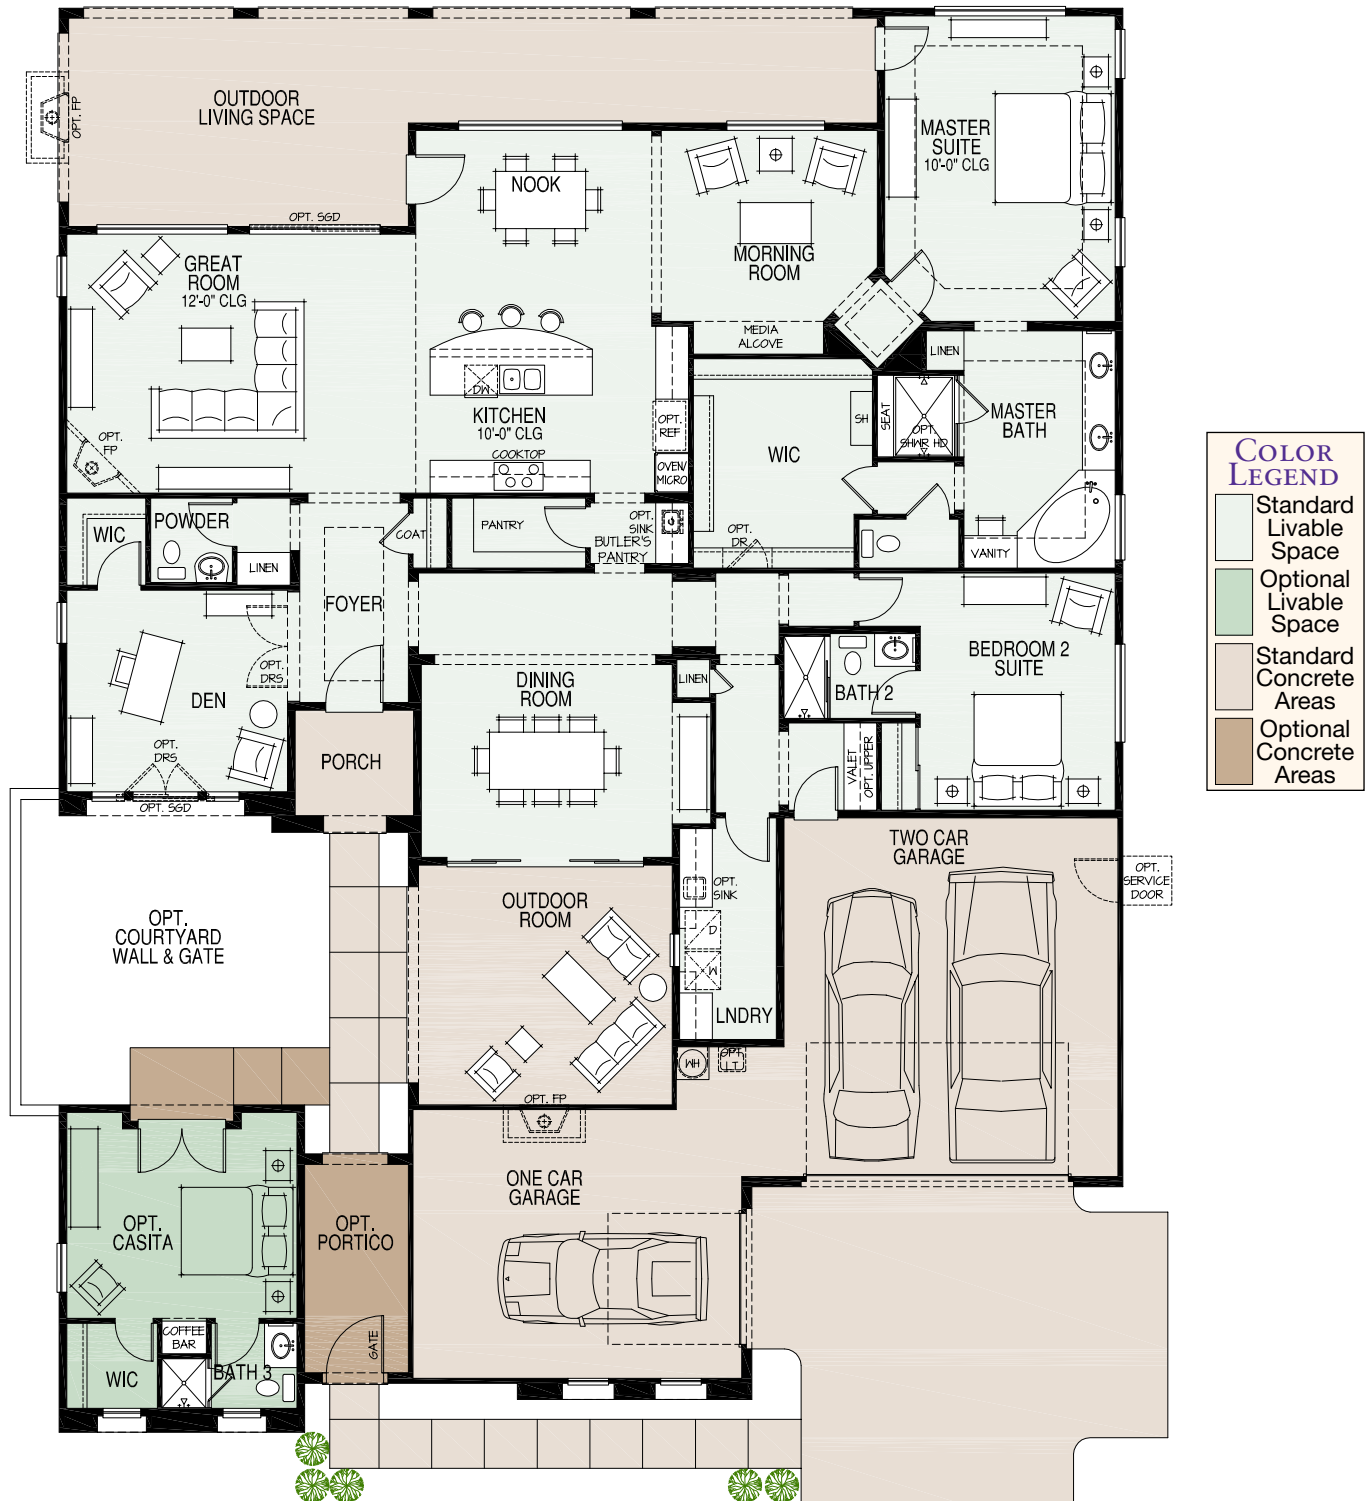 OUTDOOR
LIVING SPACE
OPT. FP
OPT. SGD
NOOK
MASTER
SUITE
10'-0" CLG
GREAT
ROOM
12'-0" CLG
MORNING
ROOM
MEDIA
ALCOVE
LINEN
DW
KITCHEN
10'-0" CLG
COOKTOP
OPT.
REF
OVEN/
MICRO
OPT.
FP
WIC
SH
SEAT
OPT.
SHWR HD
MASTER
BATH
VANITY
WIC
POWDER
LINEN
COAT
PANTRY
OPT.
SINK
BUTLER'S
PANTRY
OPT.
DR
FOYER
DEN
OPT.
DRS
OPT.
DRS
OPT. SGD
PORCH
DINING
ROOM
LINEN
BATH 2
BEDROOM 2
SUITE
VALET
OPT. UPPER
TWO CAR
GARAGE
OPT.
SERVICE
DOOR
OPT.
COURTYARD
WALL & GATE
OUTDOOR
ROOM
OPT.
SINK
D
W
LNDRY
WH
OPT.
LT.
OPT. FP
ONE CAR
GARAGE
OPT.
CASITA
OPT.
PORTICO
GATE
COFFEE
BAR
WIC
BATH 3
COLOR
LEGEND
Standard
Livable
Space
Optional
Livable
Space
Standard
Concrete
Areas
Optional
Concrete
Areas